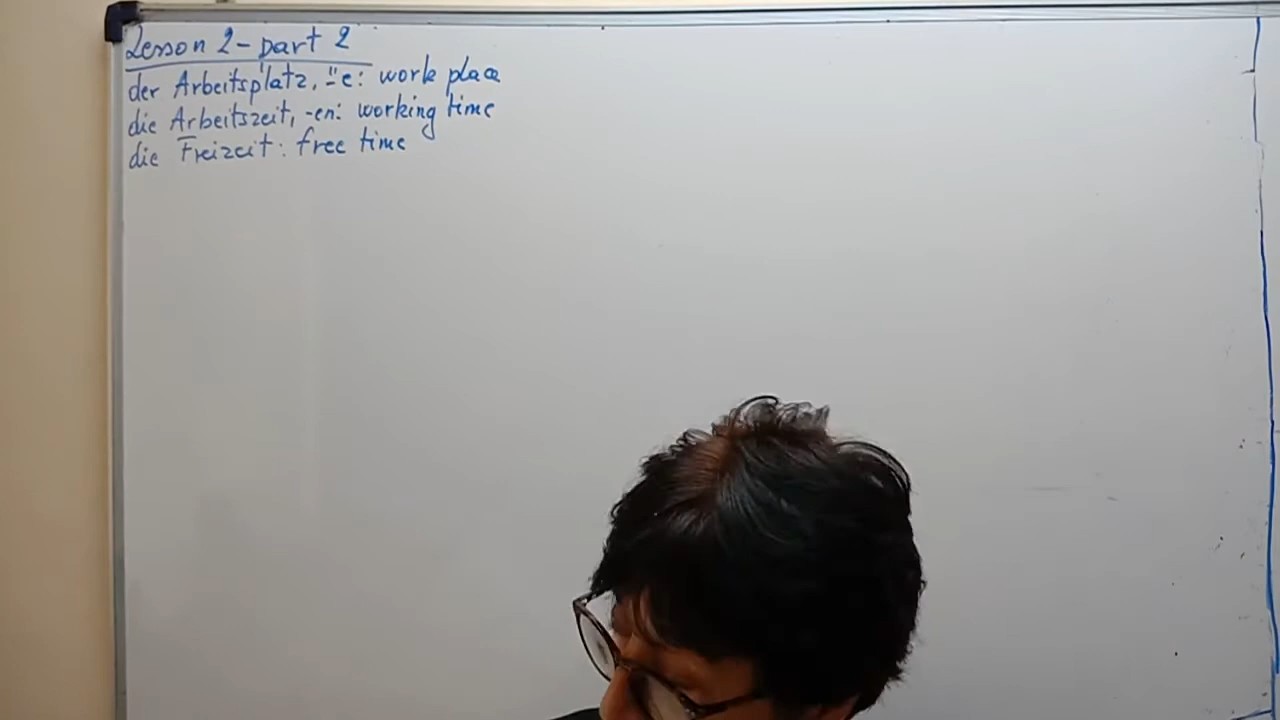 Lesson 2 - part 2
der Arbeitsplatz, ⸚e: work place
die Arbeitszeit, -en: working time
die Freizeit: free time